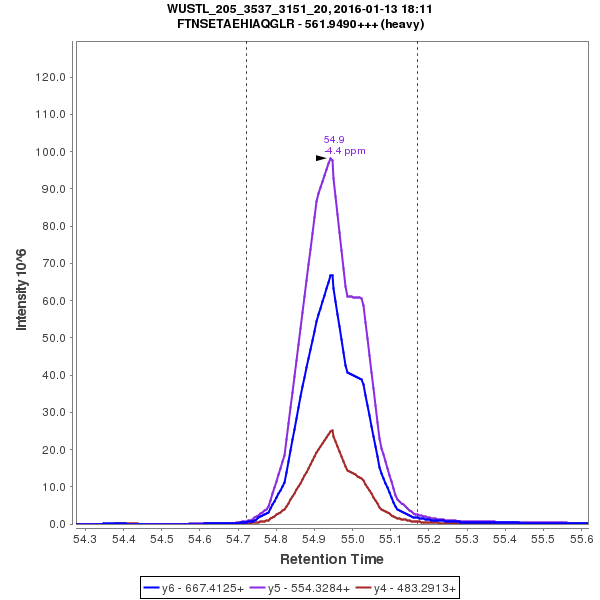 WUSTL_205_3537_3151_20, 2016-01-13 18:11
FTNSETAEHIAQGLR - 561.9490+++ (heavy)
120.0
110.0
100.0
90.0
80.0
70.0
60.0
50.0
40.0
30.0
20.0
10.0
0.0
Intensity 10^6
54.9
-4.4 ppm
54.3 54.4 54.5 54.6 54.7 54.8 54.9 55.0 55.1 55.2 55.3 55.4 55.5 55.6
Retention Time
y6 - 667.4125+ y5 - 554.3284+ y4 - 483.2913+